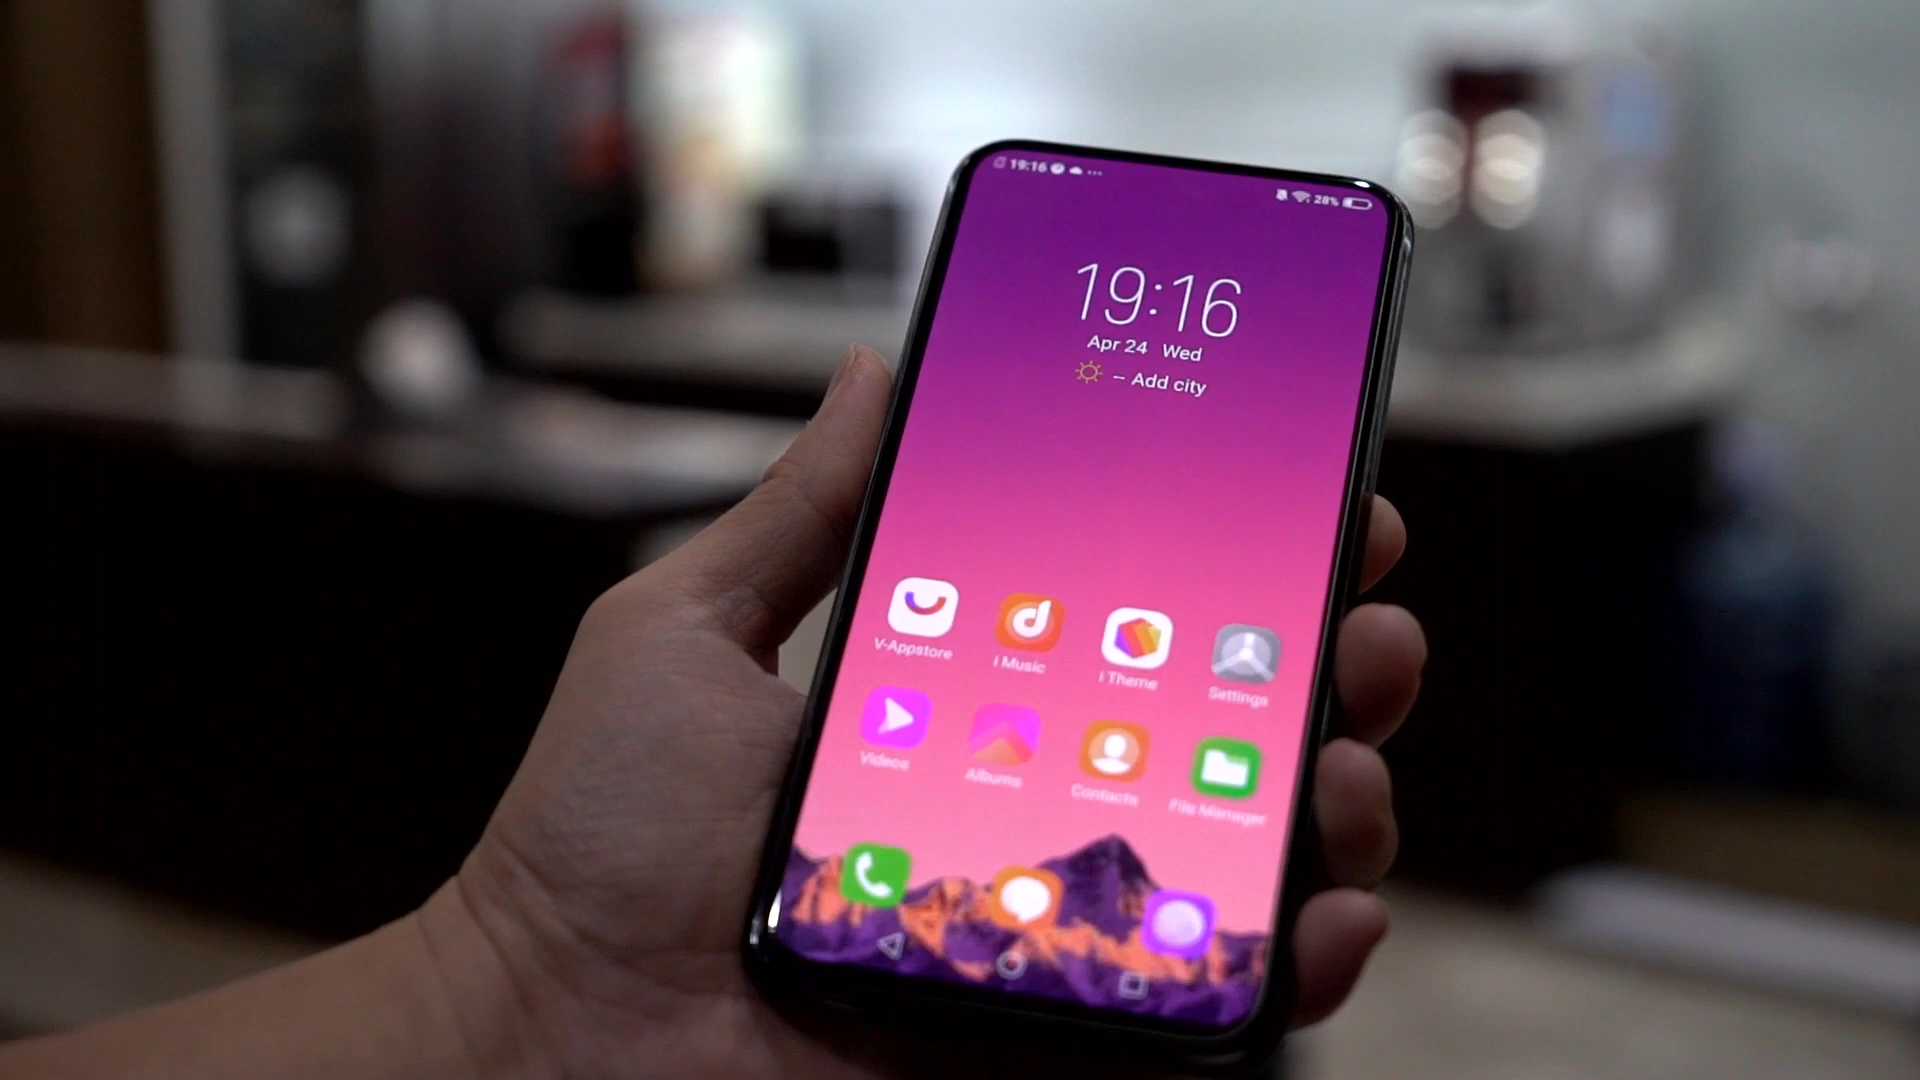 19:16
28%
19:16
Apr 24 Wed
– Add city
V-Appstore
i Music
i Theme
Settings
Videos
Albums
Contacts
File Manager